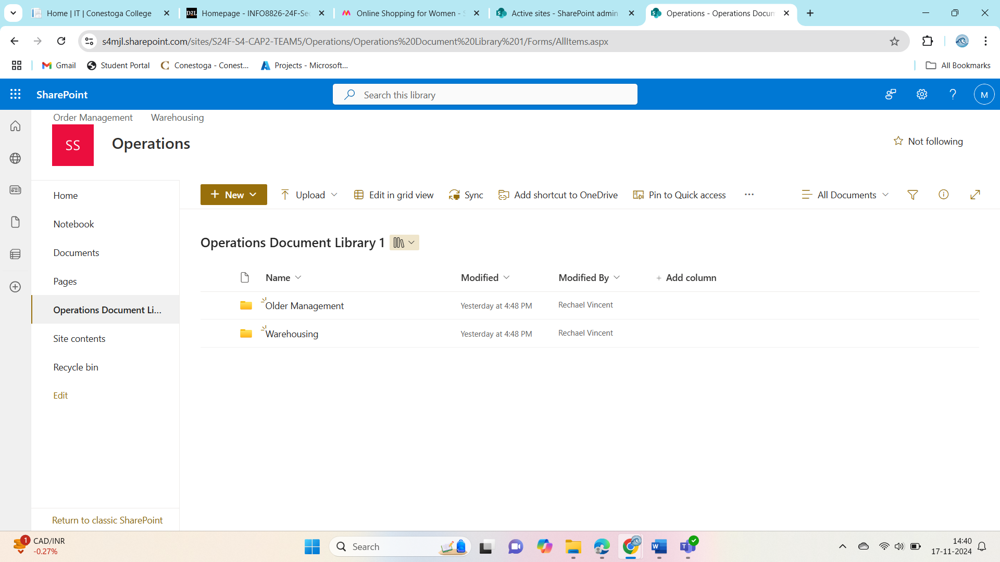 Home | IT | Conestoga College
D2L Homepage - INFO8826-24F-Sec
Online Shopping for Women - S
Active sites - SharePoint admin
Operations - Operations Docum
s4mjl.sharepoint.com/sites/S24F-S4-CAP2-TEAM5/Operations/Operations%20Document%20Library%201/Forms/AllItems.aspx
Gmail
Student Portal
Conestoga - Conest...
Projects - Microsoft...
All Bookmarks
SharePoint
Search this library
M
Order Management
Warehousing
SS
Operations
Not following
Home
Notebook
Documents
Pages
Operations Document Li...
Site contents
Recycle bin
Edit
Return to classic SharePoint
+ New
Upload
Edit in grid view
Sync
Add shortcut to OneDrive
Pin to Quick access
...
All Documents
Operations Document Library 1
Name
Modified
Modified By
+ Add column
Older Management
Yesterday at 4:48 PM
Rechael Vincent
Warehousing
Yesterday at 4:48 PM
Rechael Vincent
1
CAD/INR
-0.27%
Search
14:40
17-11-2024